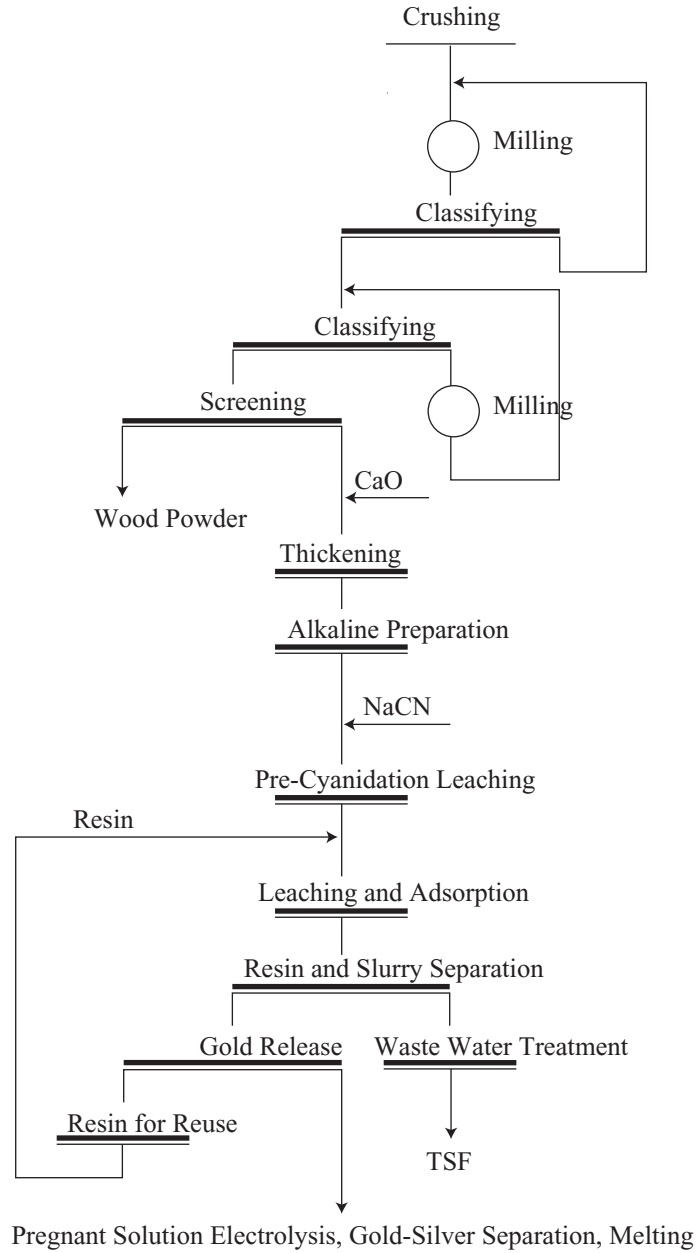 Crushing
Milling
Classifying
Classifying
Screening
Milling
CaO
Wood Powder
Thickening
Alkaline Preparation
NaCN
Pre-Cyanidation Leaching
Resin
Leaching and Adsorption
Resin and Slurry Separation
Gold Release
Waste Water Treatment
Resin for Reuse
TSF
Pregnant Solution Electrolysis, Gold-Silver Separation, Melting